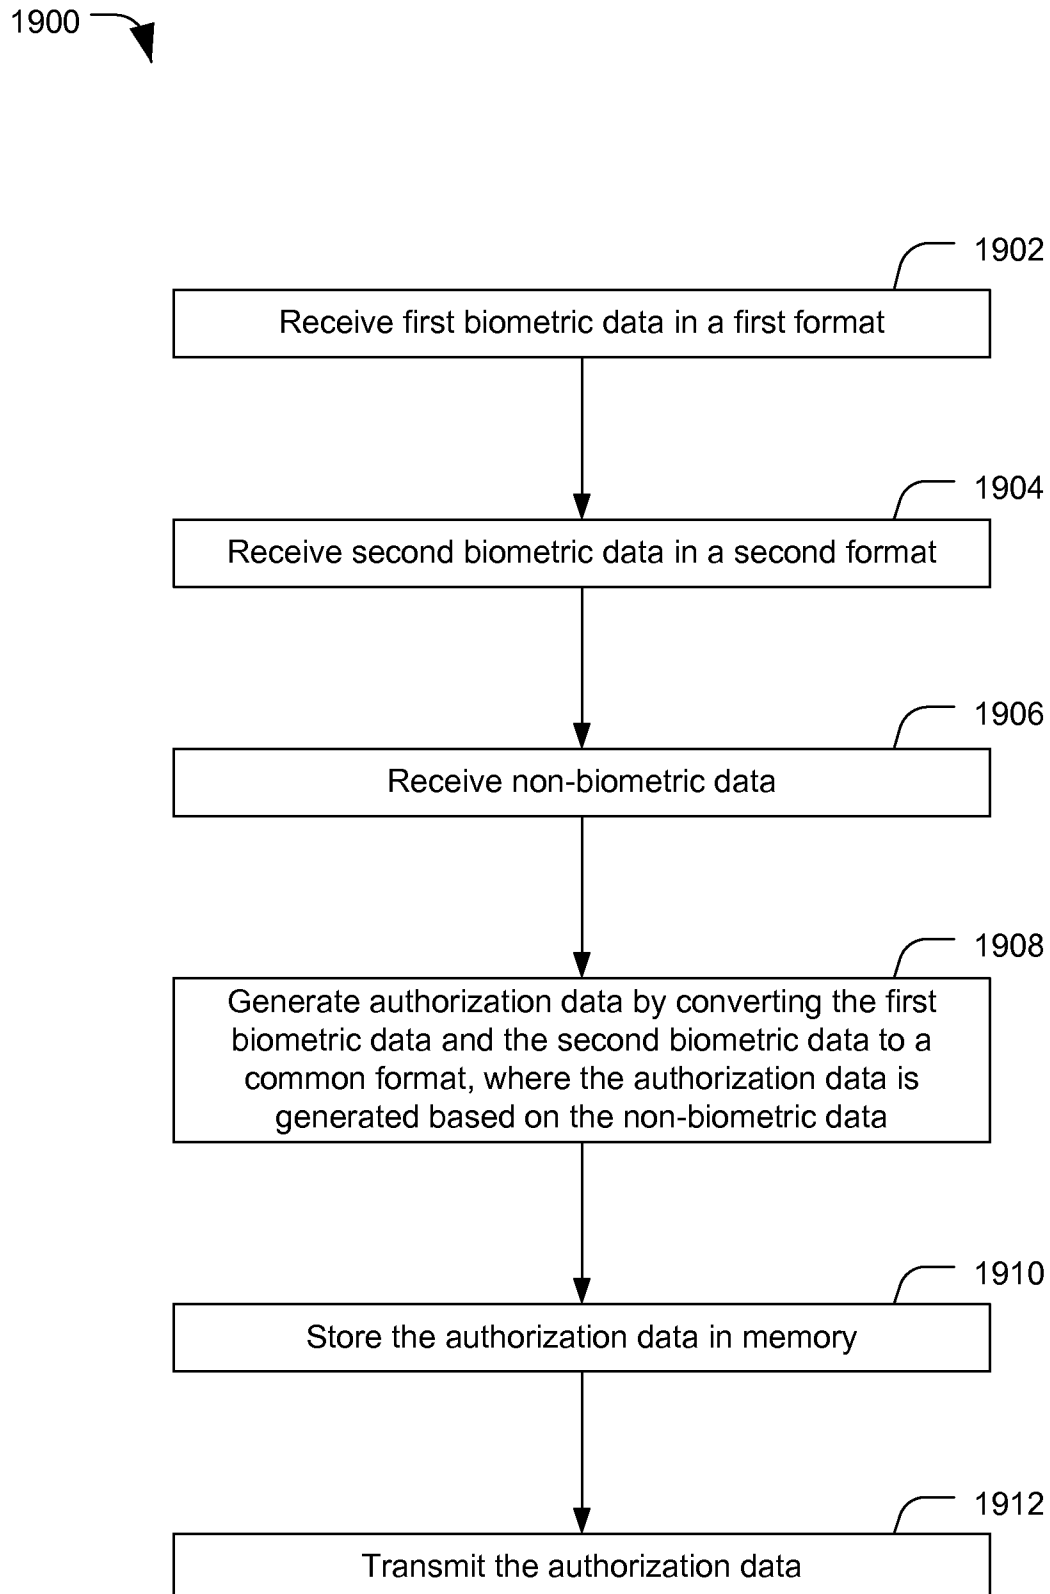 1900
1902
Receive first biometric data in a first format
1904
Receive second biometric data in a second format
1906
Receive non-biometric data
1908
Generate authorization data by converting the first
biometric data and the second biometric data to a
common format, where the authorization data is
generated based on the non-biometric data
1910
Store the authorization data in memory
1912
Transmit the authorization data